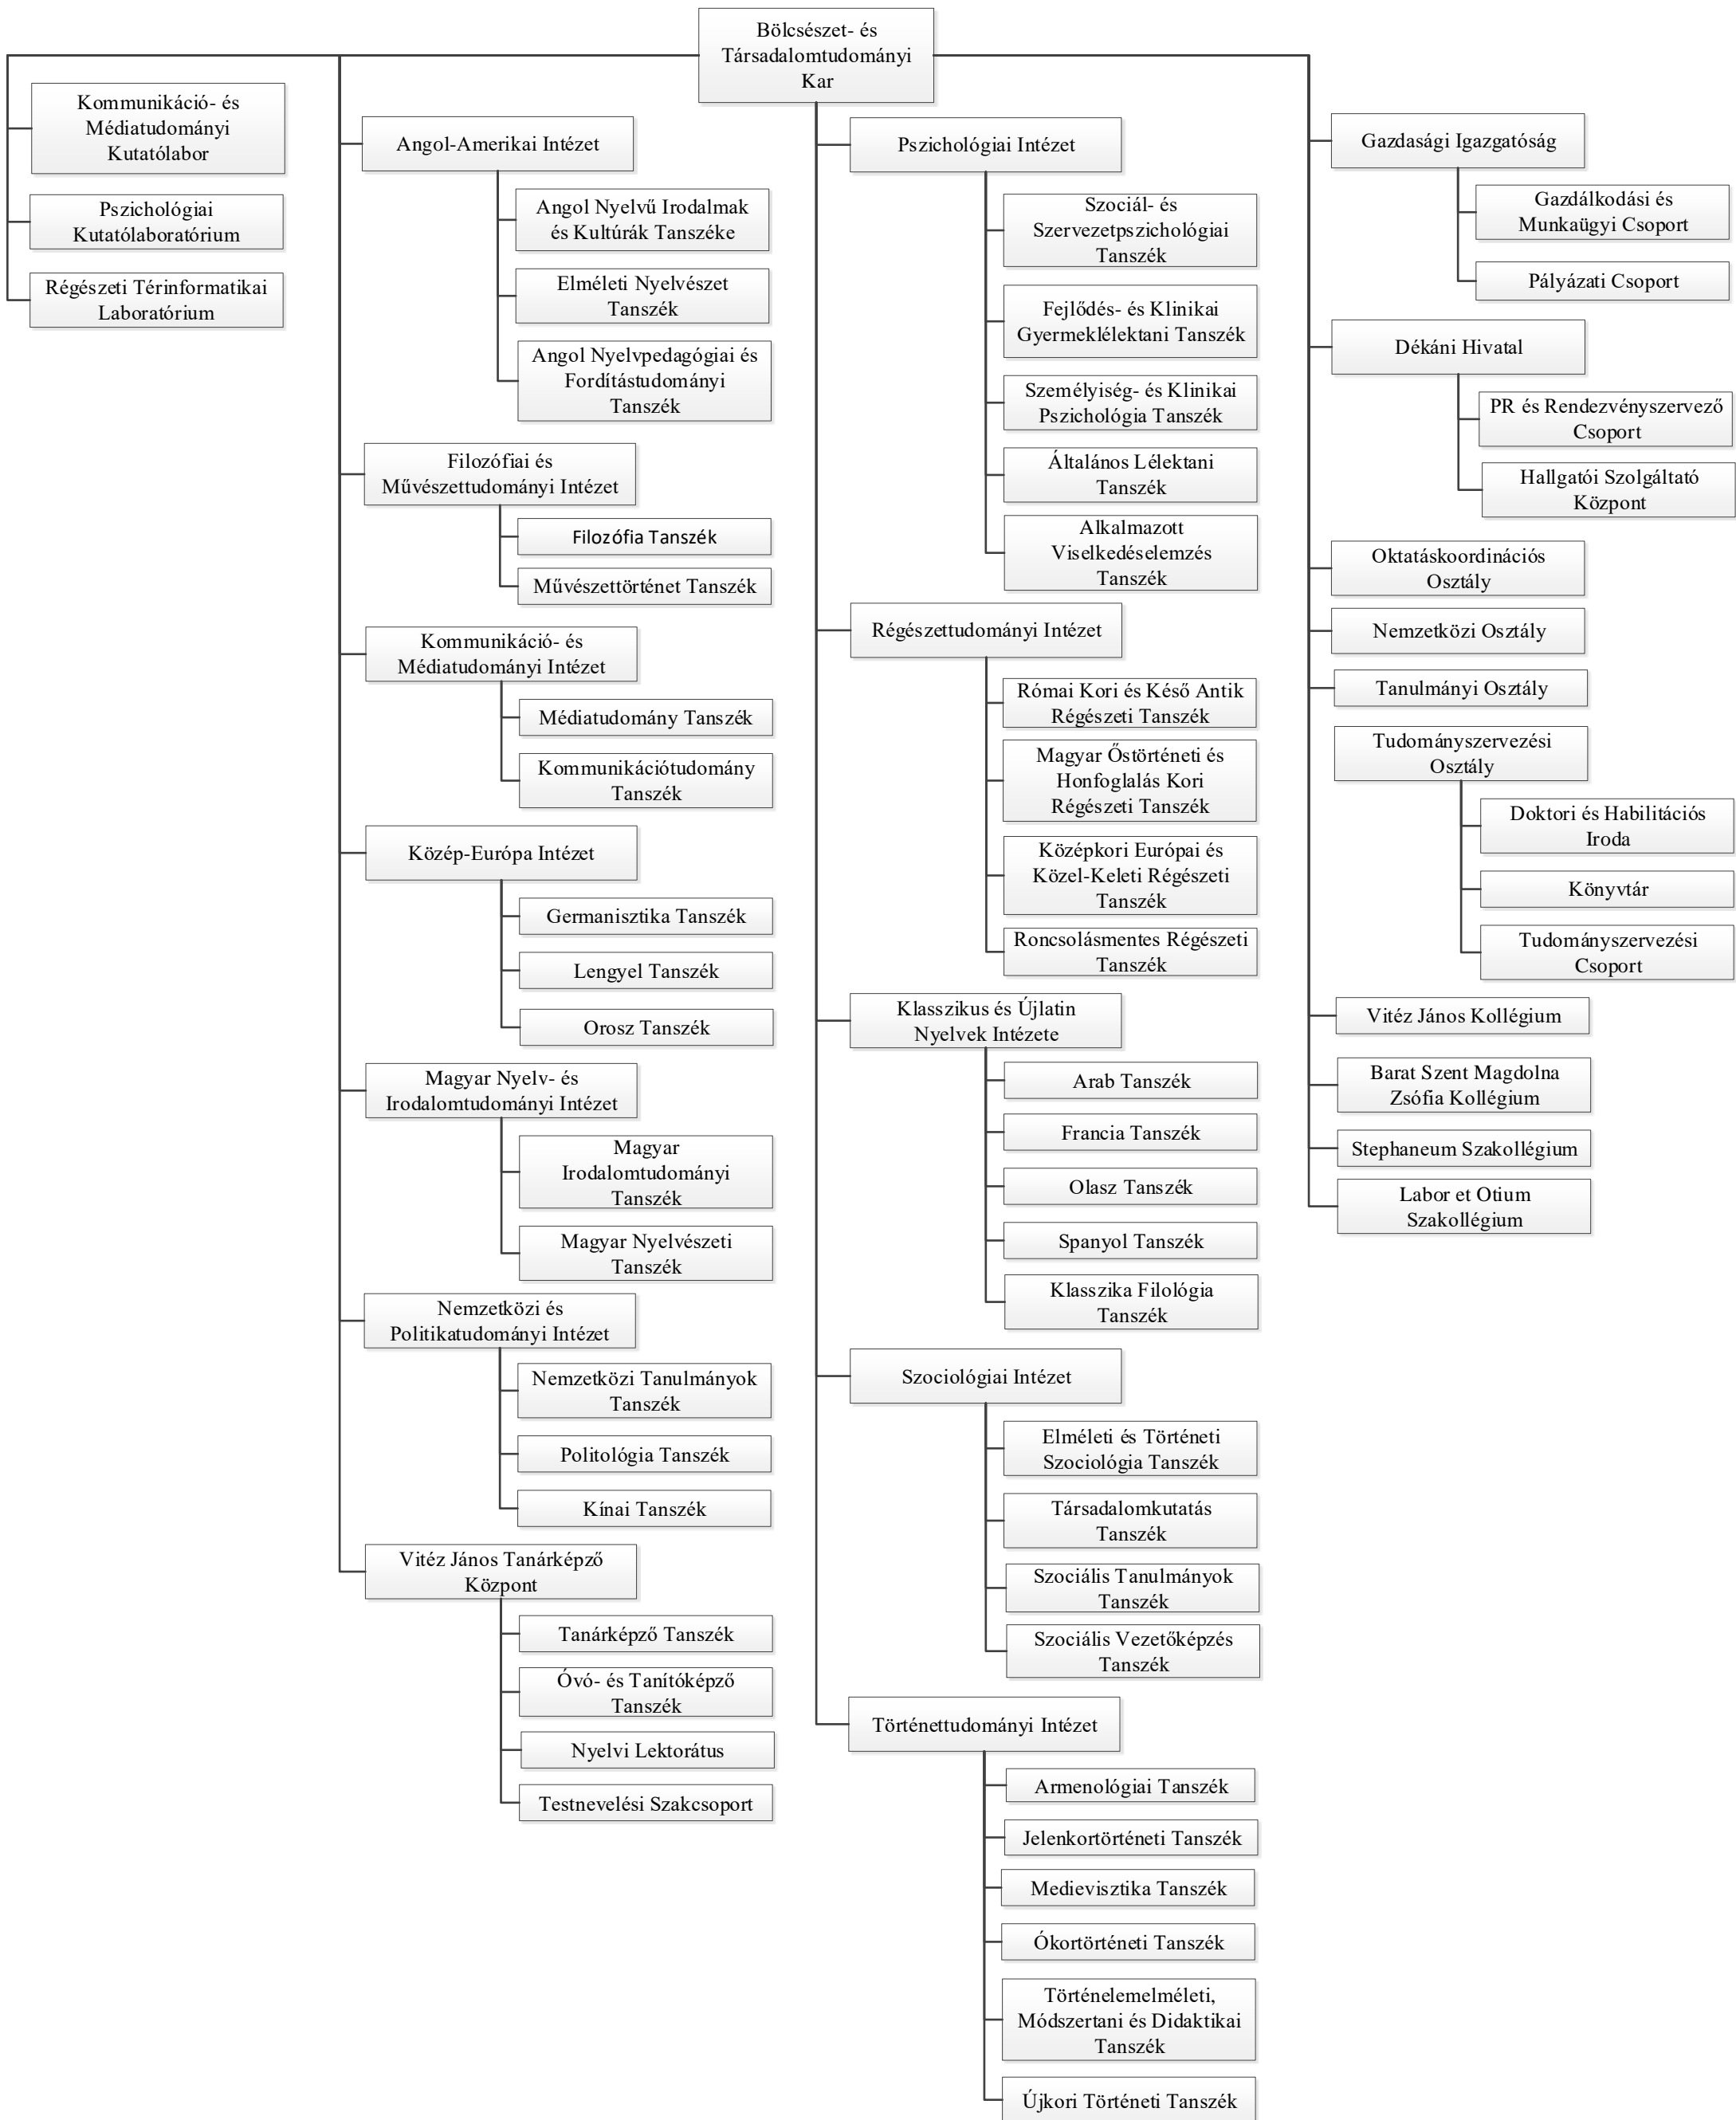 Bölcsészet- és
Társadalomtudományi
Kar
Kommunikáció- és
Médiatudományi
Kutatólabor
Pszichológiai
Kutatólaboratórium
Régészeti Térinformatikai
Laboratórium
Angol-Amerikai Intézet
Angol Nyelvű Irodalmak
és Kultúrák Tanszéke
Elméleti Nyelvészet
Tanszék
Angol Nyelvpedagógiai és
Fordítástudományi
Tanszék
Filozófiai és
Művészettudományi Intézet
Filozófia Tanszék
Művészettörténet Tanszék
Kommunikáció- és
Médiatudományi Intézet
Médiatudomány Tanszék
Kommunikációtudomány
Tanszék
Közép-Európa Intézet
Germanisztika Tanszék
Lengyel Tanszék
Orosz Tanszék
Magyar Nyelv- és
Irodalomtudományi Intézet
Magyar
Irodalomtudományi
Tanszék
Magyar Nyelvészeti
Tanszék
Nemzetközi és
Politikatudományi Intézet
Nemzetközi Tanulmányok
Tanszék
Politológia Tanszék
Kínai Tanszék
Vitéz János Tanárképző
Központ
Tanárképző Tanszék
Óvó- és Tanítóképző
Tanszék
Nyelvi Lektorátus
Testnevelési Szakcsoport
Pszichológiai Intézet
Szociál- és
Szervezetpszichológiai
Tanszék
Fejlődés- és Klinikai
Gyermeklélektani Tanszék
Személyiség- és Klinikai
Pszichológia Tanszék
Általános Lélektani
Tanszék
Alkalmazott
Viselkedéselemzés
Tanszék
Régészettudományi Intézet
Római Kori és Késő Antik
Régészeti Tanszék
Magyar Őstörténeti és
Honfoglalás Kori
Régészeti Tanszék
Középkori Európai és
Közel-Keleti Régészeti
Tanszék
Roncsolásmentes Régészeti
Tanszék
Klasszikus és Újlatin
Nyelvek Intézete
Arab Tanszék
Francia Tanszék
Olasz Tanszék
Spanyol Tanszék
Klasszika Filológia
Tanszék
Szociológiai Intézet
Elméleti és Történeti
Szociológia Tanszék
Társadalomkutatás
Tanszék
Szociális Tanulmányok
Tanszék
Szociális Vezetőképzés
Tanszék
Történettudományi Intézet
Armenológiai Tanszék
Jelenkortörténeti Tanszék
Medievisztika Tanszék
Ókortörténeti Tanszék
Történelemelméleti,
Módszertani és Didaktikai
Tanszék
Újkori Történeti Tanszék
Gazdasági Igazgatóság
Gazdálkodási és
Munkaügyi Csoport
Pályázati Csoport
Dékáni Hivatal
PR és Rendezvényszervező
Csoport
Hallgatói Szolgáltató
Központ
Oktatáskoordinációs
Osztály
Nemzetközi Osztály
Tanulmányi Osztály
Tudományszervezési
Osztály
Doktori és Habilitációs
Iroda
Könyvtár
Tudományszervezési
Csoport
Vitéz János Kollégium
Barat Szent Magdolna
Zsófia Kollégium
Stephaneum Szakollégium
Labor et Otium
Szakollégium